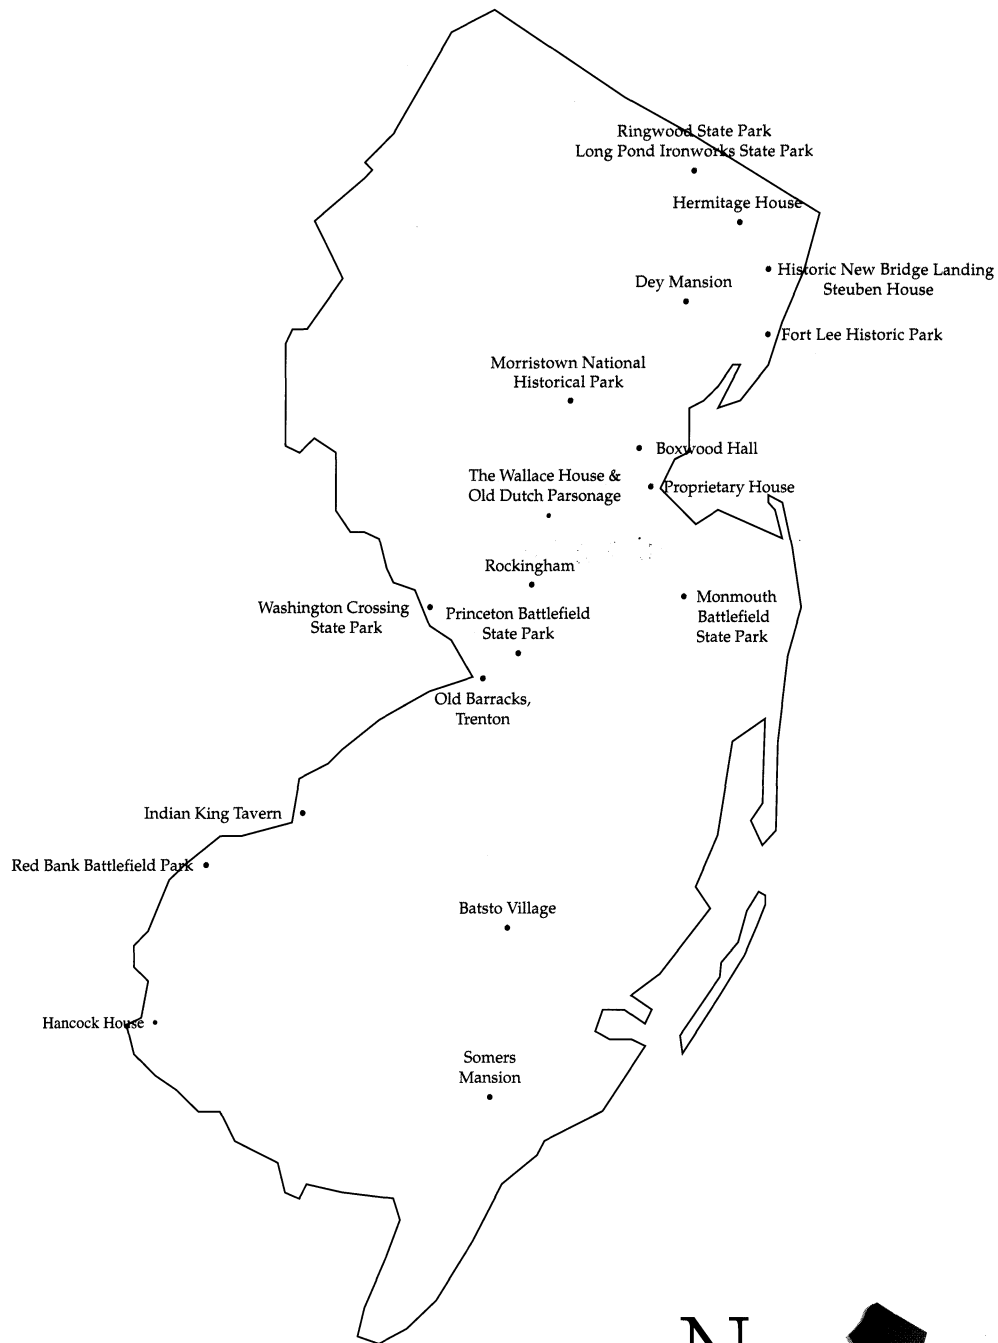 Ringwood State Park
Long Pond Ironworks State Park
Hermitage House
Historic New Bridge Landing
Steuben House
Dey Mansion
Fort Lee Historic Park
Morristown National
Historical Park
Boxwood Hall
The Wallace House &
Old Dutch Parsonage
Proprietary House
Rockingham
Washington Crossing
State Park
Princeton Battlefield
State Park
Monmouth
Battlefield
State Park
Old Barracks,
Trenton
Indian King Tavern
Red Bank Battlefield Park
Batsto Village
Hancock House
Somers
Mansion
N